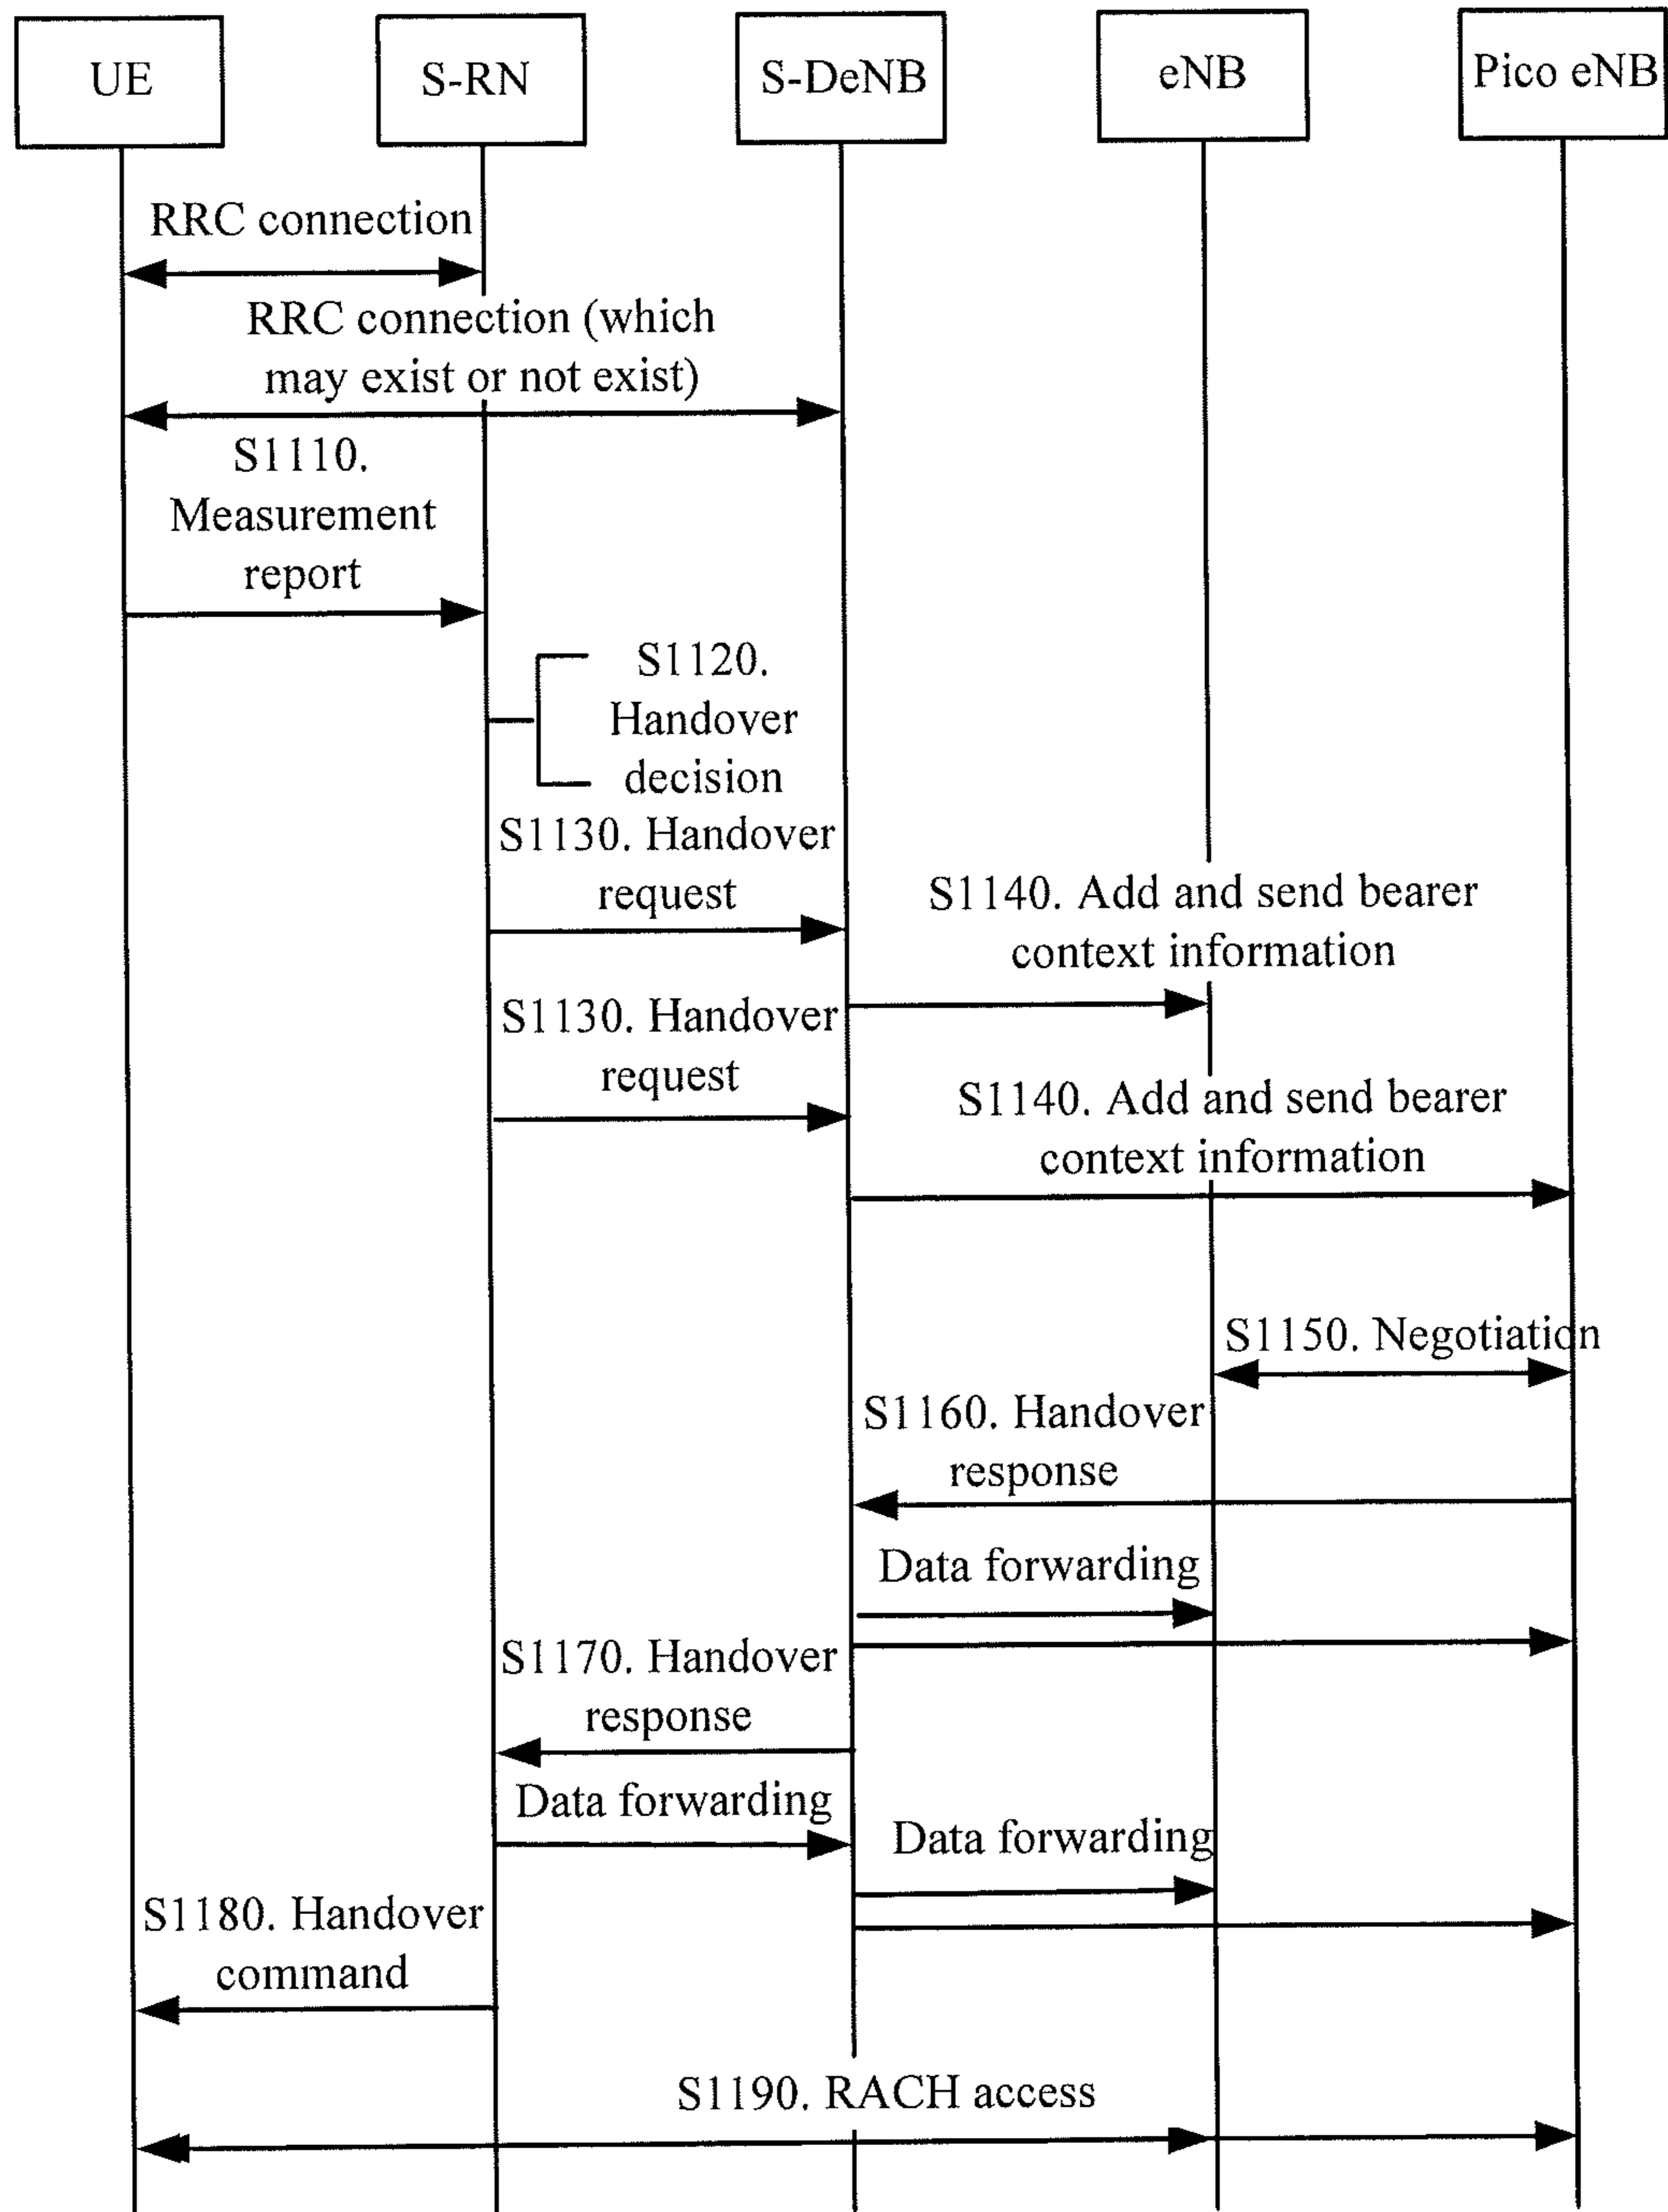 UE
S-RN
S-DeNB
eNB
Pico eNB
RRC connection
RRC connection (which
may exist or not exist)
S1110.
Measurement
report
S1120.
Handover
decision
S1130. Handover
request
S1140. Add and send bearer
context information
S1130. Handover
request
S1140. Add and send bearer
context information
S1150. Negotiation
S1160. Handover
response
Data forwarding
S1170. Handover
response
Data forwarding
Data forwarding
S1180. Handover
command
S1190. RACH access